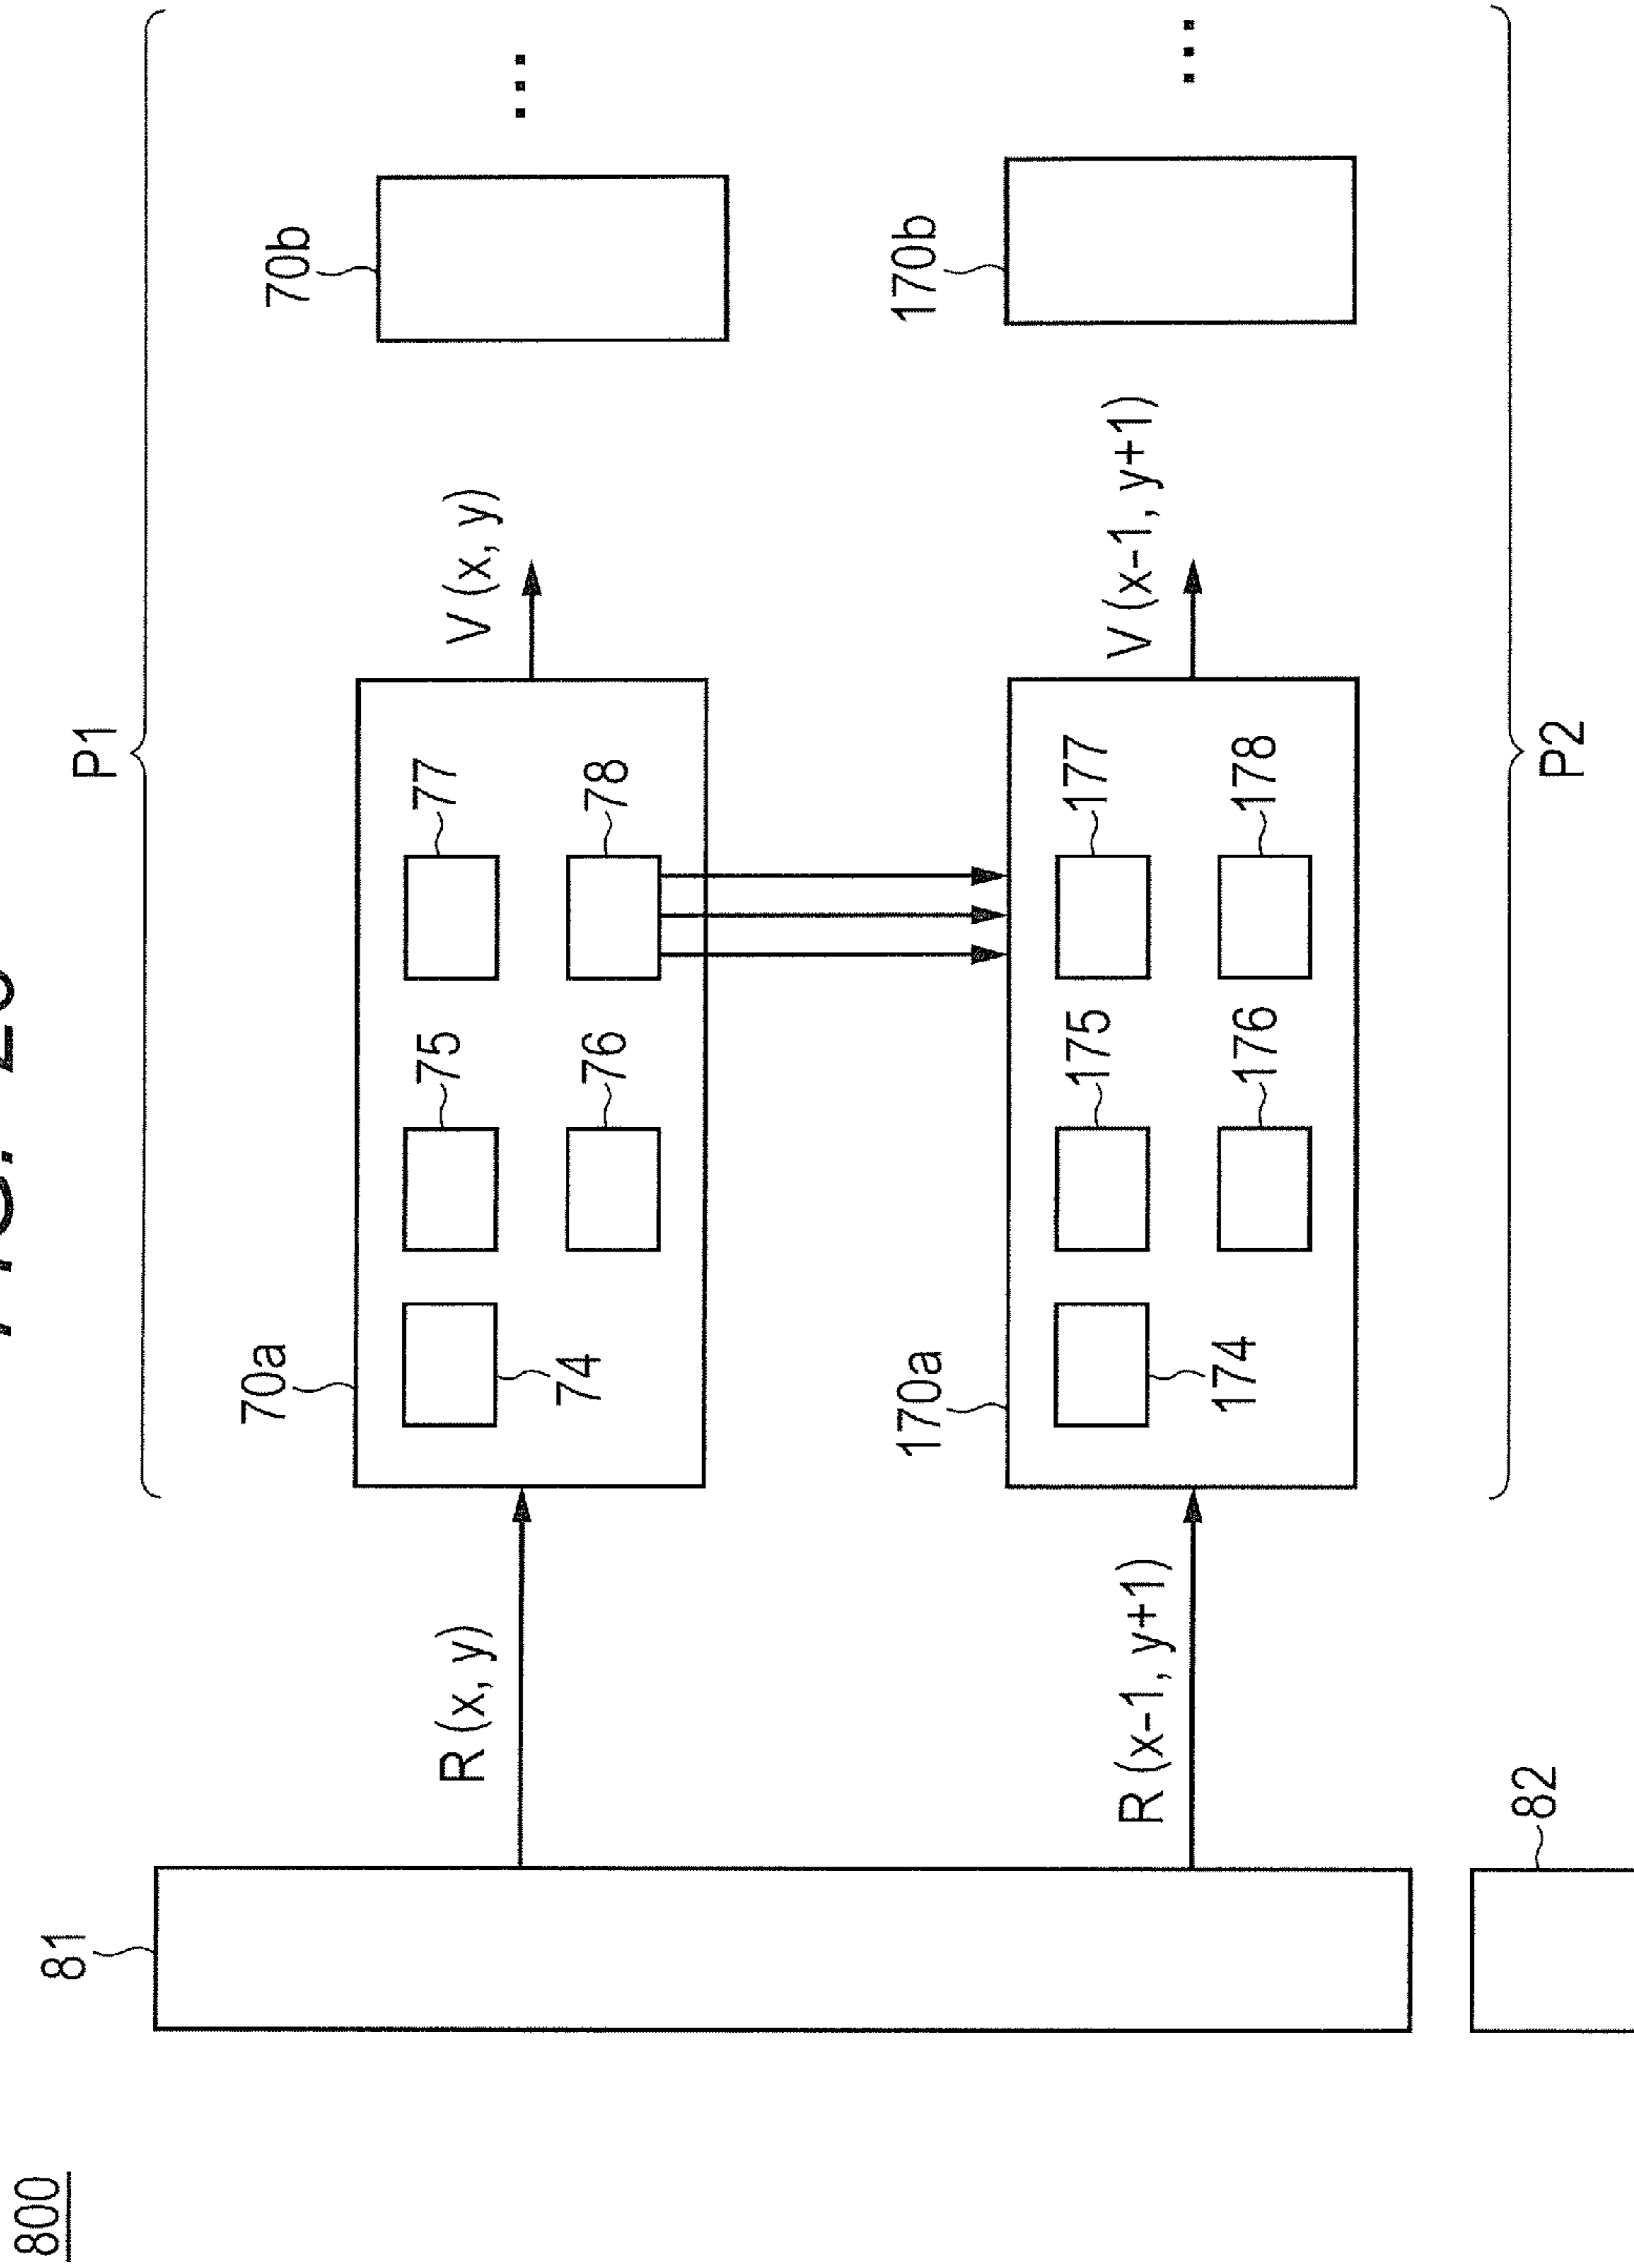 800
P1
81
R (x, y)
70a
74
75
76
77
78
V (x, y)
70b
...
R (x-1, y+1)
170a
174
175
176
177
178
V (x-1, y+1)
170b
...
82
P2